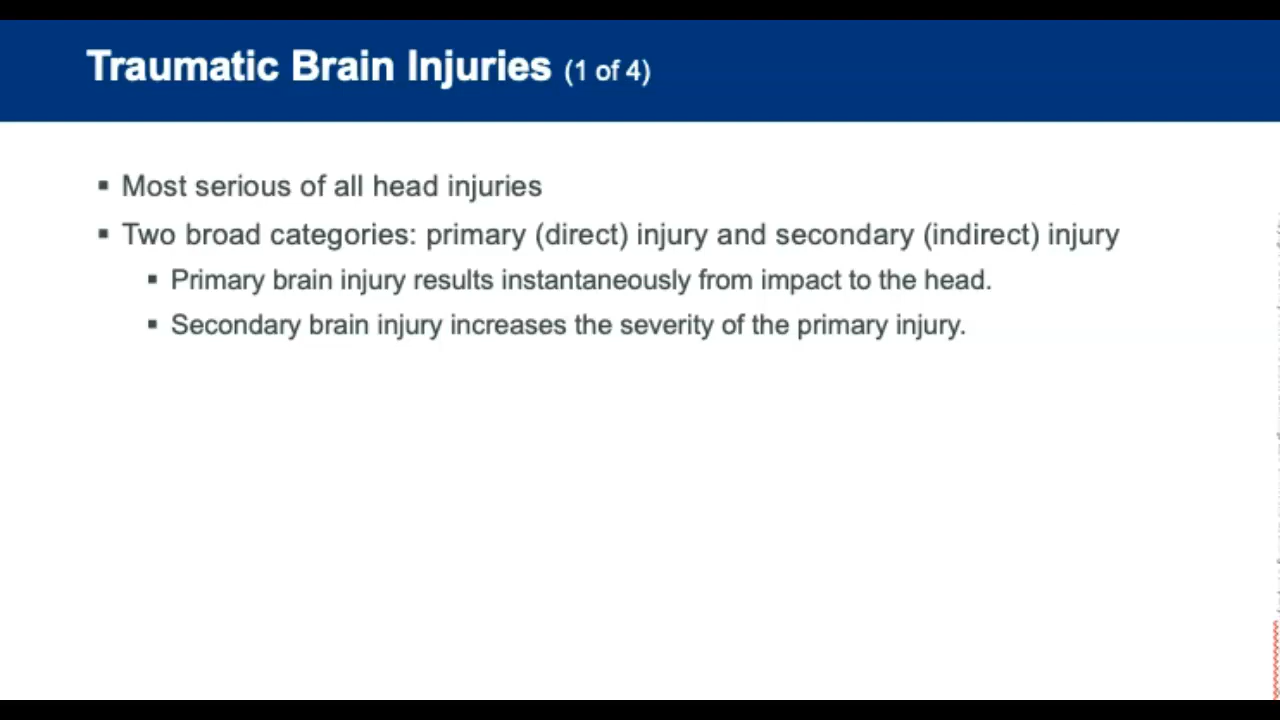 Traumatic Brain Injuries (1 of 4)
▪ Most serious of all head injuries
▪ Two broad categories: primary (direct) injury and secondary (indirect) injury
▪ Primary brain injury results instantaneously from impact to the head.
▪ Secondary brain injury increases the severity of the primary injury.